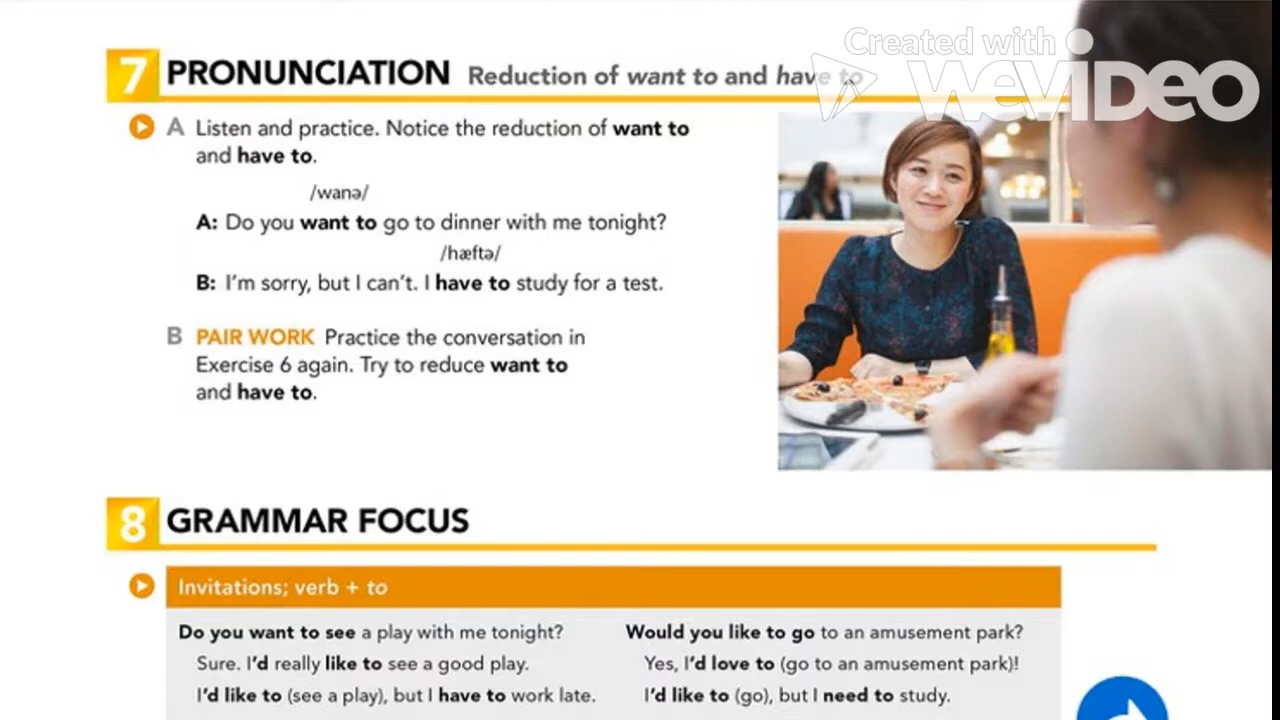 Created with
WEVIDEO
7 PRONUNCIATION Reduction of want to and have to
A Listen and practice. Notice the reduction of want to
and have to.
/wanə/
A: Do you want to go to dinner with me tonight?
/hæftə/
B: I'm sorry, but I can't. I have to study for a test.
B PAIR WORK Practice the conversation in
Exercise 6 again. Try to reduce want to
and have to.
8 GRAMMAR FOCUS
Invitations; verb + to
Do you want to see a play with me tonight?
Sure. I'd really like to see a good play.
I'd like to (see a play), but I have to work late.
Would you like to go to an amusement park?
Yes, I'd love to (go to an amusement park)!
I'd like to (go), but I need to study.